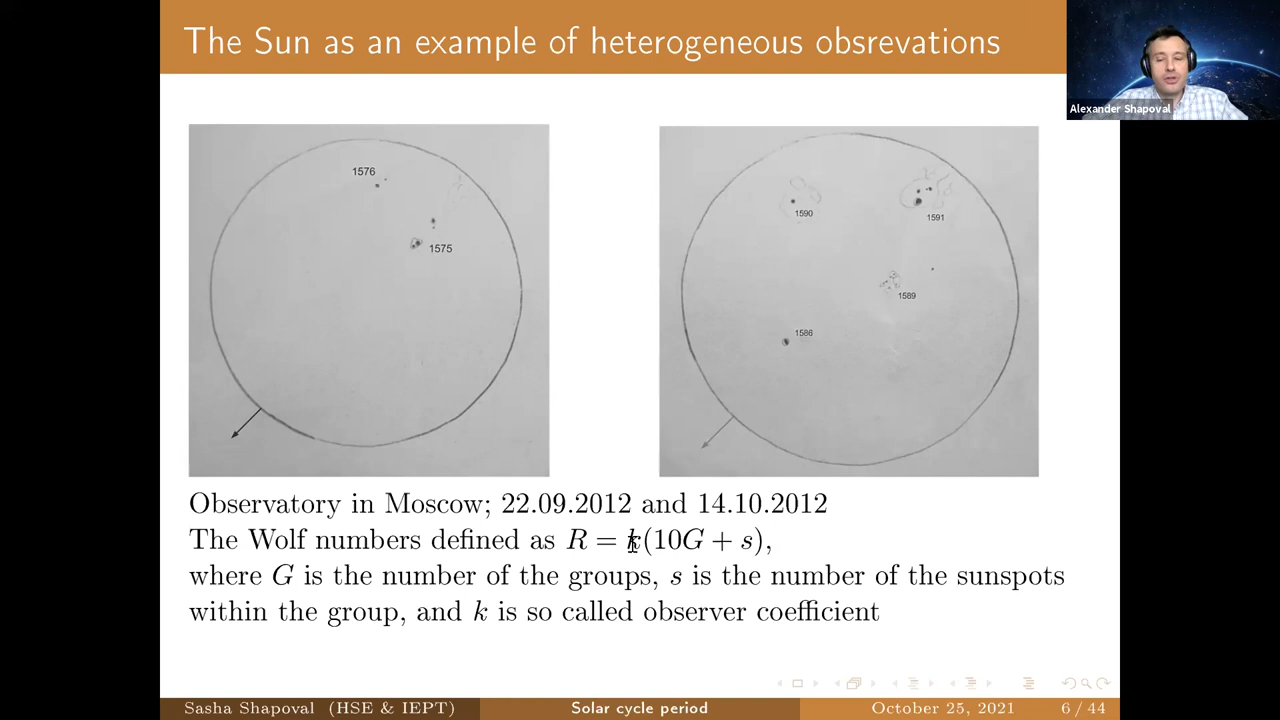 The Sun as an example of heterogeneous obsrevations
Alexander Shapoval
1576
1575
1590
1591
1589
1586
Observatory in Moscow; 22.09.2012 and 14.10.2012
The Wolf numbers defined as R = k(10G + s),
where G is the number of the groups, s is the number of the sunspots
within the group, and k is so called observer coefficient
Sasha Shapoval (HSE & IEPT)
Solar cycle period
October 25, 2021
6 / 44